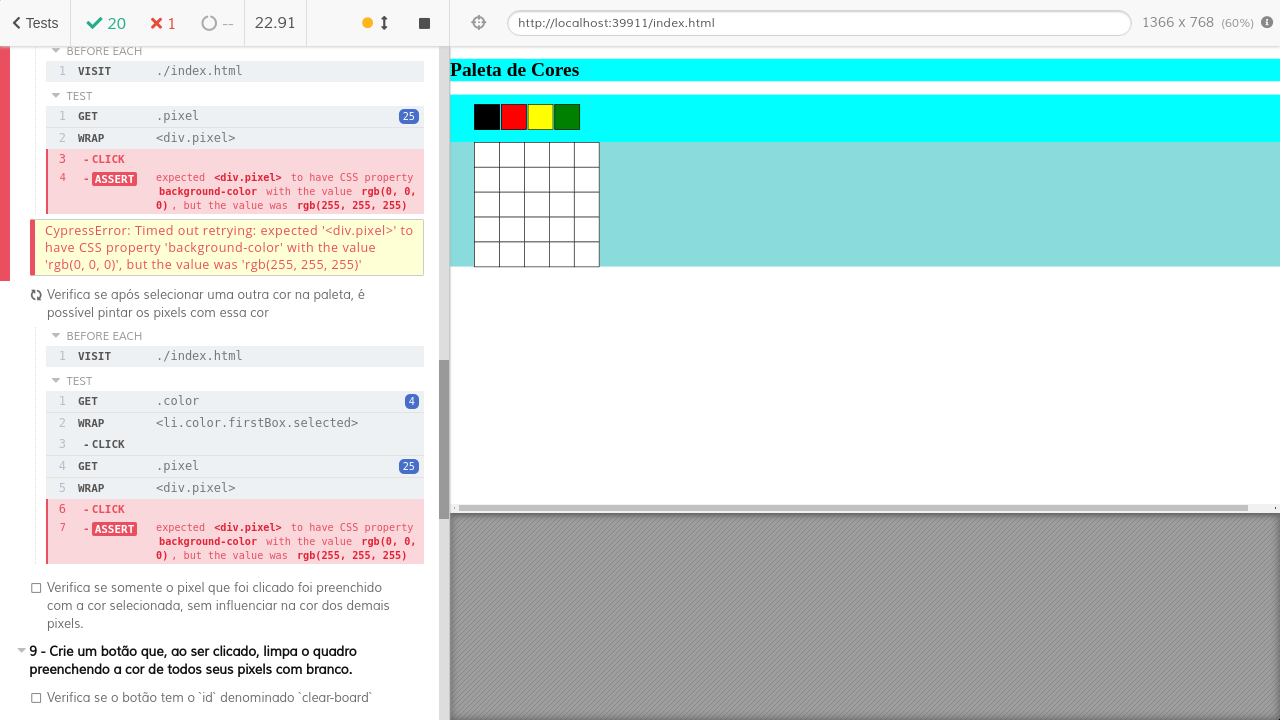 Tests 20 1 -- 22.91 http://localhost:39911/index.html 1366 x 768 (60%)
BEFORE EACH
1 VISIT ./index.html
TEST
1 GET .pixel 25
2 WRAP <div.pixel>
3 - CLICK
4 - ASSERT expected <div.pixel> to have CSS property
background-color with the value rgb(0, 0,
0), but the value was rgb(255, 255, 255)
CypressError: Timed out retrying: expected '<div.pixel>' to
have CSS property 'background-color' with the value
'rgb(0, 0, 0)', but the value was 'rgb(255, 255, 255)'
Verifica se após selecionar uma outra cor na paleta, é
possível pintar os pixels com essa cor
BEFORE EACH
1 VISIT ./index.html
TEST
1 GET .color 4
2 WRAP <li.color.firstBox.selected>
3 - CLICK
4 GET .pixel 25
5 WRAP <div.pixel>
6 - CLICK
7 - ASSERT expected <div.pixel> to have CSS property
background-color with the value rgb(0, 0,
0), but the value was rgb(255, 255, 255)
Verifica se somente o pixel que foi clicado foi preenchido
com a cor selecionada, sem influenciar na cor dos demais
pixels.
9 - Crie um botão que, ao ser clicado, limpa o quadro
preenchendo a cor de todos seus pixels com branco.
Verifica se o botão tem o `id` denominado `clear-board`
Paleta de Cores